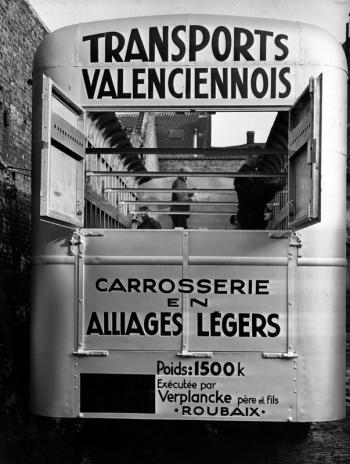 TRANSPORTS
VALENCIENNOIS
CARROSSERIE
EN
ALLIAGES LÉGERS
Poids: 1500 k
Exécutée par
Verplancke père et fils
• ROUBAIX •